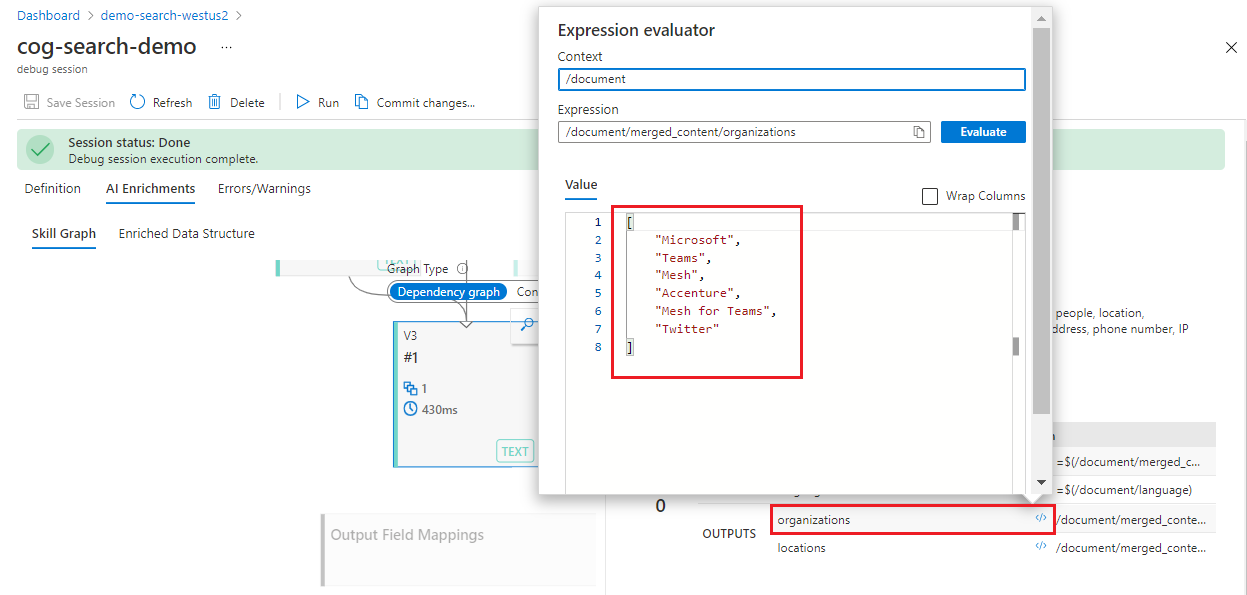 Dashboard > demo-search-westus2 >
cog-search-demo ...
debug session
Save Session Refresh Delete Run Commit changes...
Session status: Done
Debug session execution complete.
Definition AI Enrichments Errors/Warnings
Skill Graph Enriched Data Structure
TEXT
Graph Type
Dependency graph Con
V3
#1
1
430ms
TEXT
Output Field Mappings
Expression evaluator
Context
/document
Expression
/document/merged_content/organizations
Evaluate
Value
Wrap Columns
1 [
2 "Microsoft",
3 "Teams",
4 "Mesh",
5 "Accenture",
6 "Mesh for Teams",
7 "Twitter"
8 ]
people, location,
ddress, phone number, IP
=$(/document/merged_c...
=$(/document/language)
0
OUTPUTS
organizations </> /document/merged_conte...
locations </> /document/merged_conte...